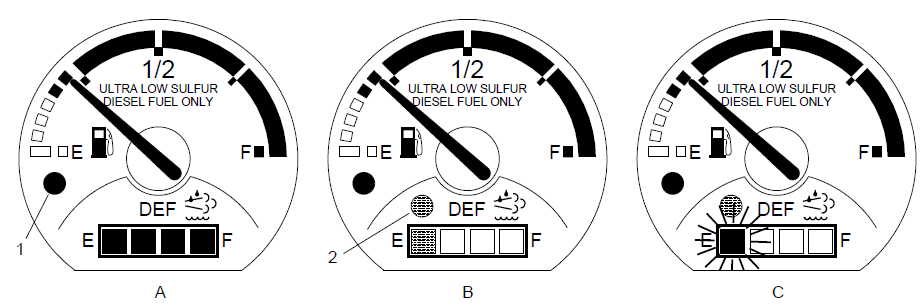 1/2
ULTRA LOW SULFUR
DIESEL FUEL ONLY
E
F
DEF
E
F
1
A
1/2
ULTRA LOW SULFUR
DIESEL FUEL ONLY
E
F
DEF
E
F
2
B
1/2
ULTRA LOW SULFUR
DIESEL FUEL ONLY
E
F
DEF
E
F
C